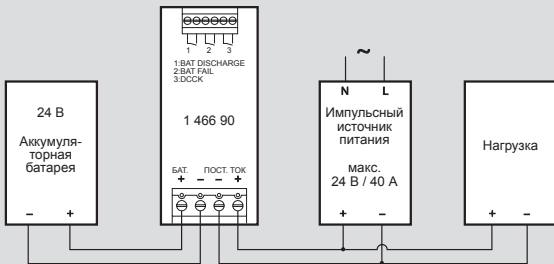 24 В
Аккумуля-
торная
батарея
– +
1 2 3
1:BAT DISCHARGE
2:BAT FAIL
3:DCCK
1 466 90
БАТ. ПОСТ. ТОК
+ – – +
~
N L
Импульсный
источник
питания
макс.
24 В / 40 А
+ –
Нагрузка
+ –